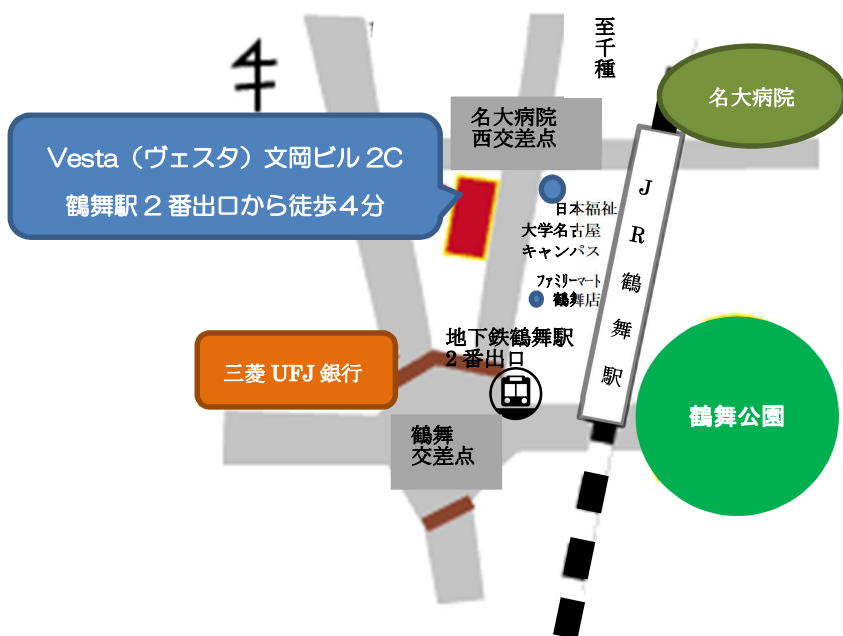 至千種
名大病院
名大病院
西交差点
Vesta（ヴェスタ）文岡ビル 2C
鶴舞駅 2 番出口から徒歩４分
日本福祉
大学名古屋
キャンパス
ファミリーマート
鶴舞店
JR鶴舞駅
地下鉄鶴舞駅
2 番出口
三菱 UFJ 銀行
鶴舞公園
鶴舞
交差点